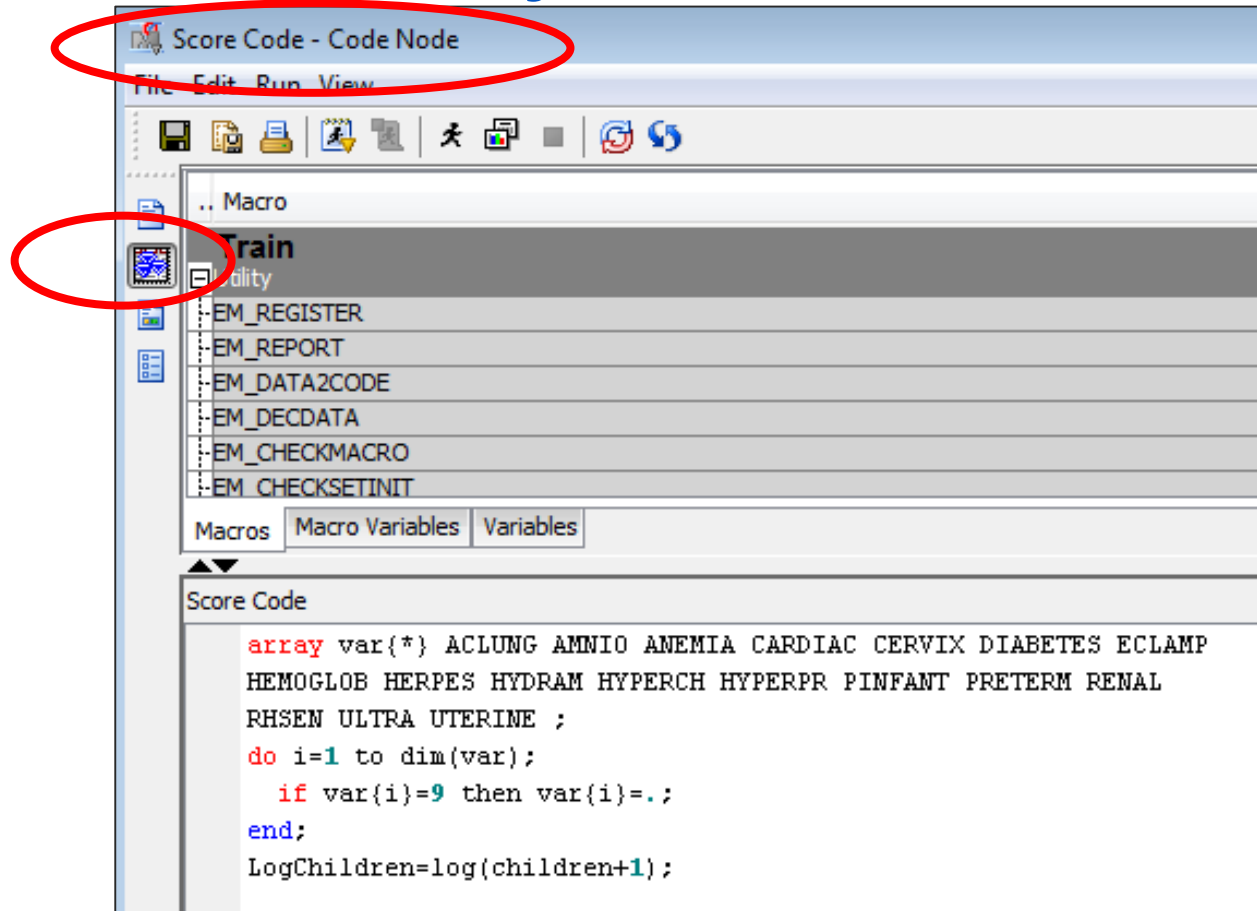 Score Code - Code Node
File Edit Run View
.. Macro
Train
Utility
EM_REGISTER
EM_REPORT
EM_DATA2CODE
EM_DECDATA
EM_CHECKMACRO
EM_CHECKSETINIT
Macros Macro Variables Variables
Score Code
array var{*} ACLUNG AMNIO ANEMIA CARDIAC CERVIX DIABETES ECLAMP
HEMOGLOB HERPES HYDRAM HYPERCH HYPERPR PINFANT PRETERM RENAL
RHSEN ULTRA UTERINE ;
do i=1 to dim(var);
if var{i}=9 then var{i}=.;
end;
LogChildren=log(children+1);